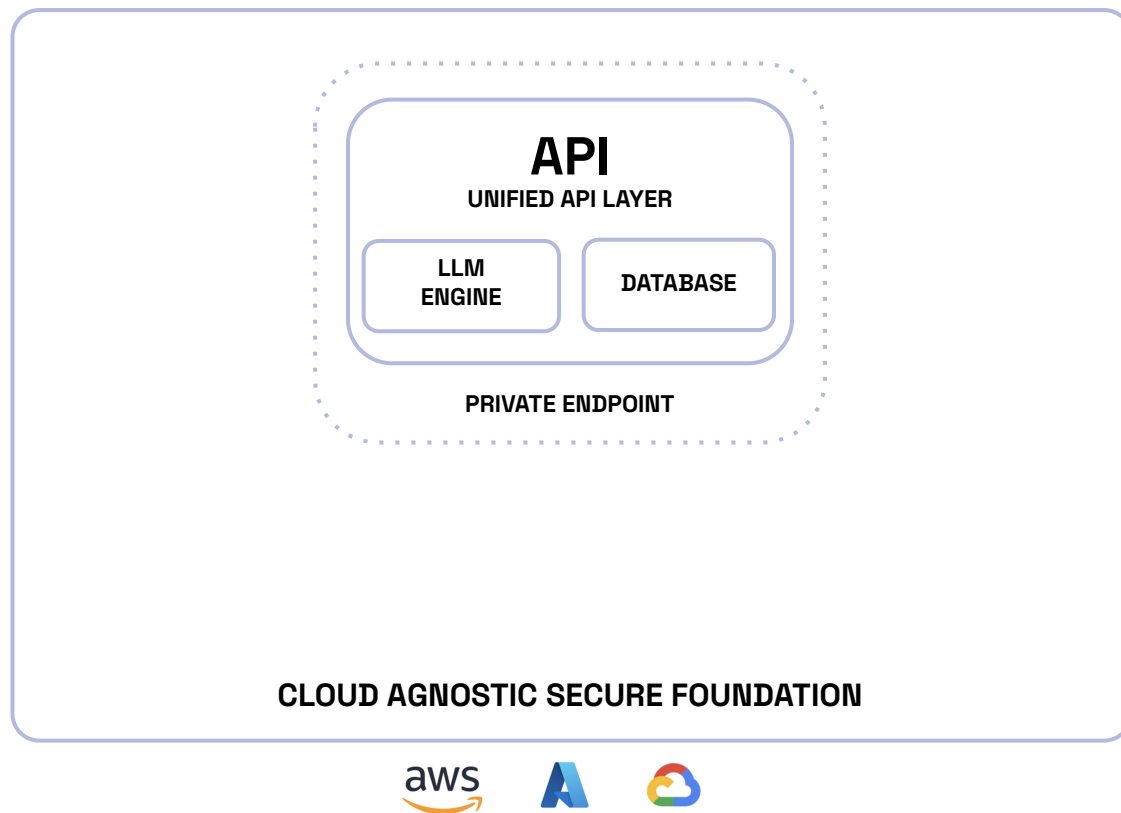 API
UNIFIED API LAYER
LLM
ENGINE
DATABASE
PRIVATE ENDPOINT
CLOUD AGNOSTIC SECURE FOUNDATION
aws